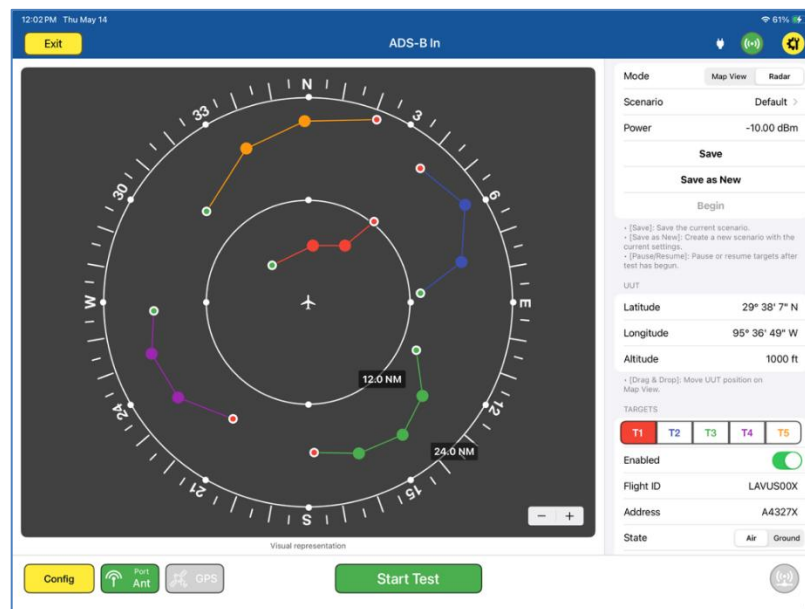 12:02 PM Thu May 14
61%
Exit
ADS-B In
N
3
6
E
12
15
S
21
24
W
30
33
12.0 NM
24.0 NM
− +
Visual representation
Mode Map View Radar
Scenario Default >
Power -10.00 dBm
Save
Save as New
Begin
• [Save]: Save the current scenario.
• [Save as New]: Create a new scenario with the
current settings.
• [Pause/Resume]: Pause or resume targets after
test has begun.
UUT
Latitude 29° 38' 7" N
Longitude 95° 36' 49" W
Altitude 1000 ft
• [Drag & Drop]: Move UUT position on
Map View.
TARGETS
T1 T2 T3 T4 T5
Enabled
Flight ID LAVUS00X
Address A4327X
State Air Ground
Config
Port
Ant
GPS
Start Test